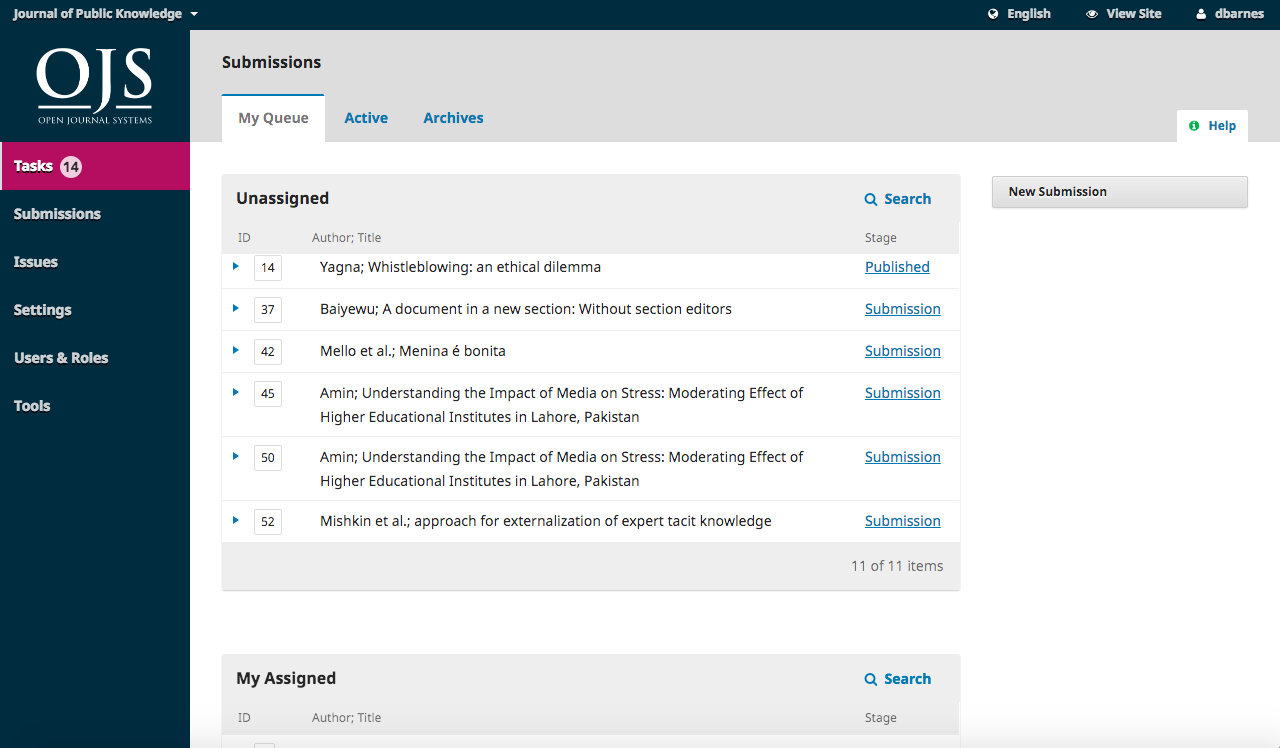 Journal of Public Knowledge
English
View Site
dbarnes
OJS
OPEN JOURNAL SYSTEMS
Submissions
My Queue
Active
Archives
Help
Tasks 14
Submissions
Issues
Settings
Users & Roles
Tools
Unassigned
Search
New Submission
ID
Author; Title
Stage
14
Yagna; Whistleblowing: an ethical dilemma
Published
37
Baiyewu; A document in a new section: Without section editors
Submission
42
Mello et al.; Menina é bonita
Submission
45
Amin; Understanding the Impact of Media on Stress: Moderating Effect of
Higher Educational Institutes in Lahore, Pakistan
Submission
50
Amin; Understanding the Impact of Media on Stress: Moderating Effect of
Higher Educational Institutes in Lahore, Pakistan
Submission
52
Mishkin et al.; approach for externalization of expert tacit knowledge
Submission
11 of 11 items
My Assigned
Search
ID
Author; Title
Stage